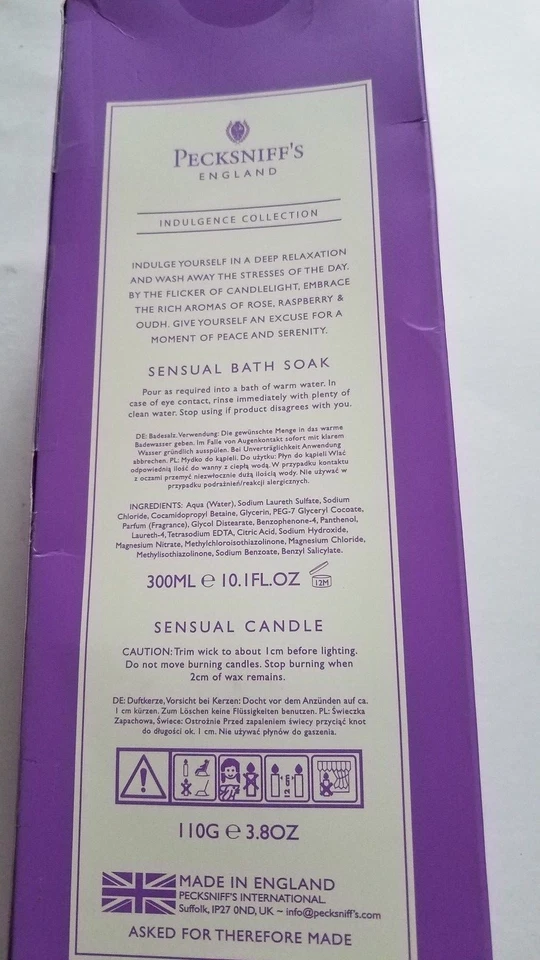 PECKSNIFF'S
ENGLAND
INDULGENCE COLLECTION
INDULGE YOURSELF IN A DEEP RELAXATION
AND WASH AWAY THE STRESSES OF THE DAY.
BY THE FLICKER OF CANDLELIGHT, EMBRACE
THE RICH AROMAS OF ROSE, RASPBERRY &
OUDH. GIVE YOURSELF AN EXCUSE FOR A
MOMENT OF PEACE AND SERENITY.
SENSUAL BATH SOAK
Pour as required into a bath of warm water. In
case of eye contact, rinse immediately with plenty of
clean water. Stop using if product disagrees with you.
DE: Badesalz. Verwendung: Die gewünschte Menge in das warme
Badewasser geben. Im Falle von Augenkontakt sofort mit klarem
Wasser gründlich ausspülen. Bei Unverträglichkeit Anwendung
abbrechen. PL: Mydko do kąpieli. Do użytku: Płyn do kąpieli Wlać
odpowiednią ilość do wanny z ciepłą wodą. W przypadku kontaktu
z oczami przemyć niezwłocznie dużą ilością wody. Nie używać w
przypadku podrażnień/reakcji alergicznych.
INGREDIENTS: Aqua (Water), Sodium Laureth Sulfate, Sodium
Chloride, Cocamidopropyl Betaine, Glycerin, PEG-7 Glyceryl Cocoate,
Parfum (Fragrance), Glycol Distearate, Benzophenone-4, Panthenol,
Laureth-4, Tetrasodium EDTA, Citric Acid, Sodium Hydroxide,
Magnesium Nitrate, Methylchloroisothiazolinone, Magnesium Chloride,
Methylisothiazolinone, Sodium Benzoate, Benzyl Salicylate.
300ML ℮ 10.1FL.OZ 12M
SENSUAL CANDLE
CAUTION: Trim wick to about 1cm before lighting.
Do not move burning candles. Stop burning when
2cm of wax remains.
DE: Duftkerze, Vorsicht bei Kerzen: Docht vor dem Anzünden auf ca.
1 cm kürzen. Zum Löschen keine Flüssigkeiten benutzen. PL: Świeczka
Zapachowa, Świece: Ostrożnie Przed zapaleniem świecy przyciąć knot
do długości ok. 1 cm. Nie używać płynów do gaszenia.
110G ℮ 3.8OZ
MADE IN ENGLAND
PECKSNIFF'S INTERNATIONAL.
Suffolk, IP27 0ND, UK ~ info@pecksniff's.com
ASKED FOR THEREFORE MADE